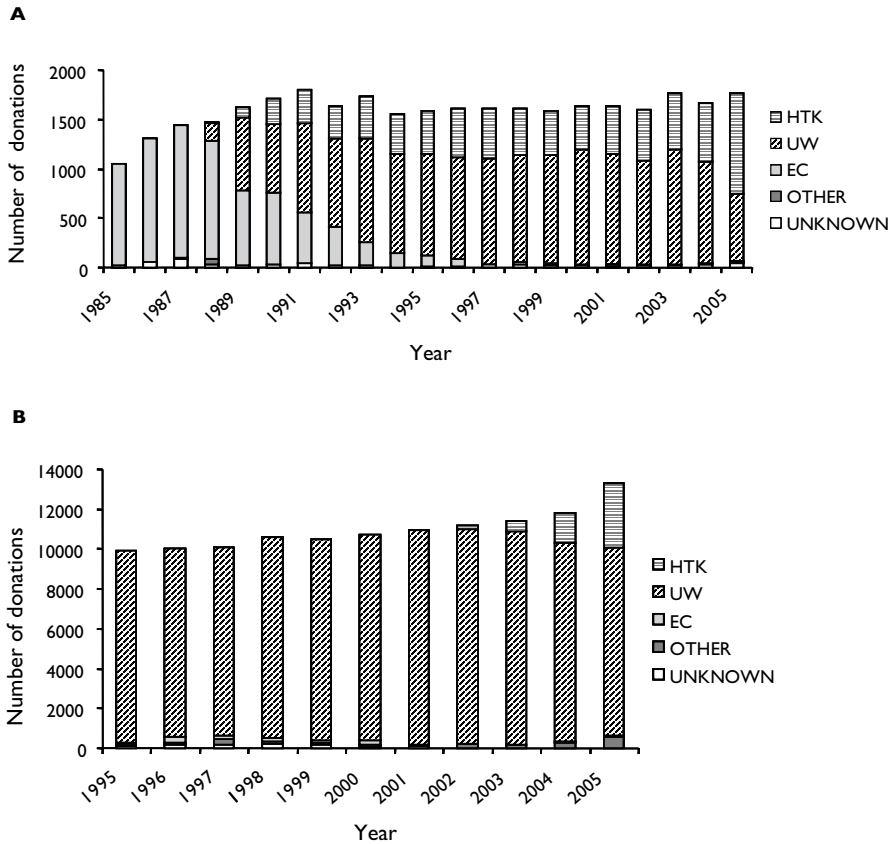 A
Number of donations
2000
1500
1000
500
0
1985
1987
1989
1991
1993
1995
1997
1999
2001
2003
2005
Year
HTK
UW
EC
OTHER
UNKNOWN
B
Number of donations
14000
12000
10000
8000
6000
4000
2000
0
1995
1996
1997
1998
1999
2000
2001
2002
2003
2004
2005
Year
HTK
UW
EC
OTHER
UNKNOWN